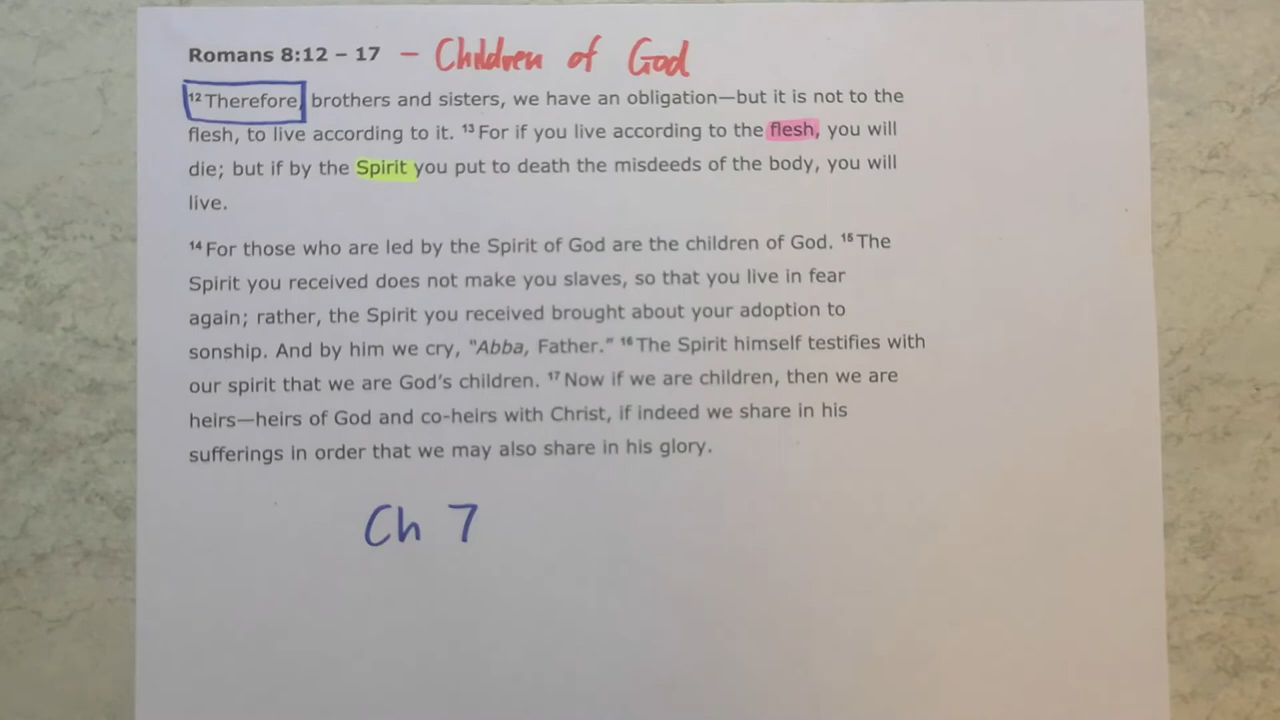 Romans 8:12 – 17 – Children of God
¹² Therefore, brothers and sisters, we have an obligation—but it is not to the
flesh, to live according to it. ¹³ For if you live according to the flesh, you will
die; but if by the Spirit you put to death the misdeeds of the body, you will
live.
¹⁴ For those who are led by the Spirit of God are the children of God. ¹⁵ The
Spirit you received does not make you slaves, so that you live in fear
again; rather, the Spirit you received brought about your adoption to
sonship. And by him we cry, “Abba, Father.” ¹⁶ The Spirit himself testifies with
our spirit that we are God’s children. ¹⁷ Now if we are children, then we are
heirs—heirs of God and co-heirs with Christ, if indeed we share in his
sufferings in order that we may also share in his glory.
Ch 7